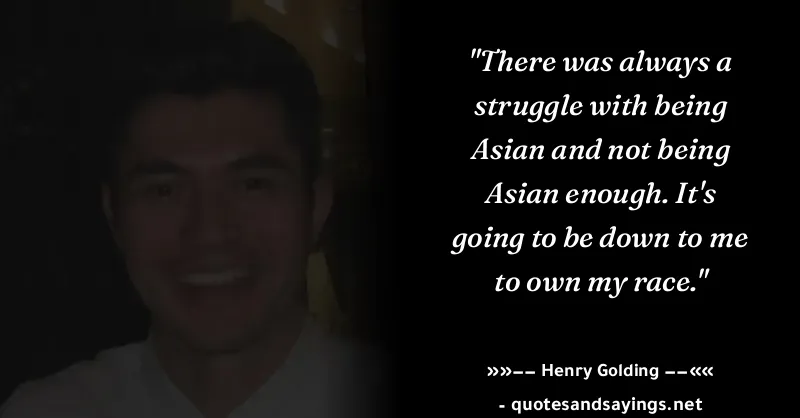 "There was always a
struggle with being
Asian and not being
Asian enough. It's
going to be down to me
to own my race."
»»−− Henry Golding −−««
- quotesandsayings.net